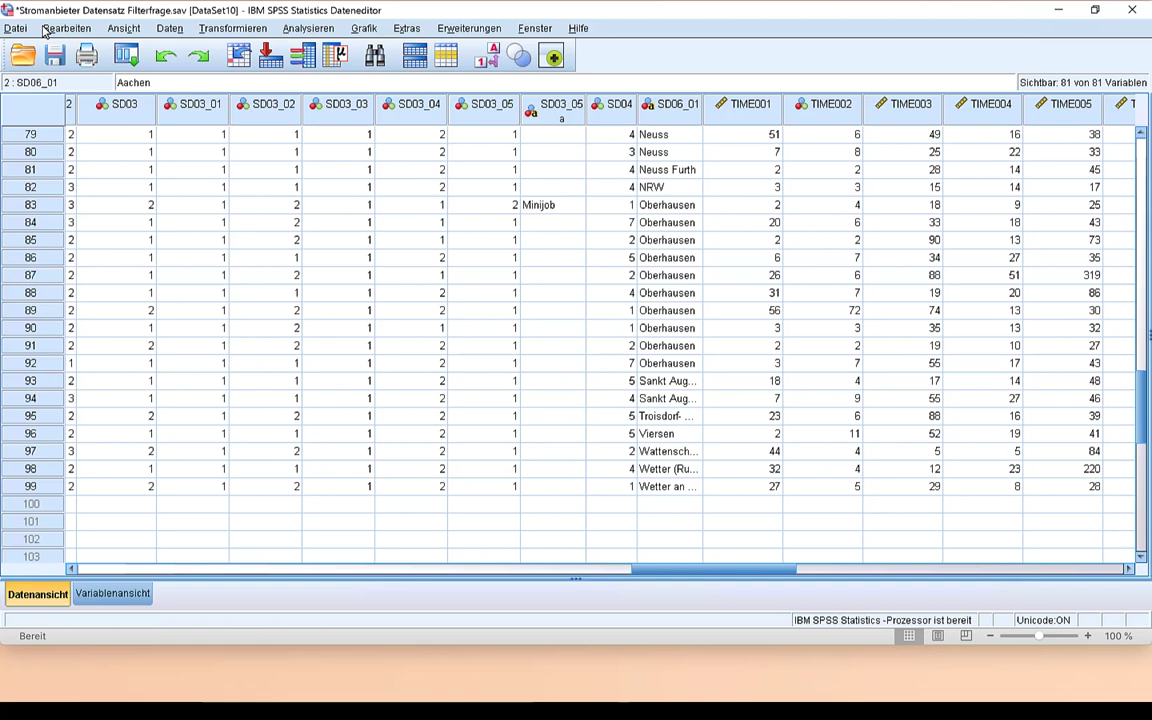 *Stromanbieter Datensatz Filterfrage.sav [DataSet10] - IBM SPSS Statistics Dateneditor
Datei Bearbeiten Ansicht Daten Transformieren Analysieren Grafik Extras Erweiterungen Fenster Hilfe
2 : SD06_01 Aachen Sichtbar: 81 von 81 Variablen
2 SD03 SD03_01 SD03_02 SD03_03 SD03_04 SD03_05 SD03_05a SD04 SD06_01 TIME001 TIME002 TIME003 TIME004 TIME005 T
79 2 1 1 1 1 2 1 4 Neuss 51 6 49 16 38
80 2 1 1 1 1 2 1 3 Neuss 7 8 25 22 33
81 2 1 1 1 1 2 1 4 Neuss Furth 2 2 28 14 45
82 3 1 1 1 1 2 1 4 NRW 3 3 15 14 17
83 3 2 1 2 1 1 2 Minijob 1 Oberhausen 2 4 18 9 25
84 3 1 1 2 1 1 1 7 Oberhausen 20 6 33 18 43
85 2 1 1 2 1 2 1 2 Oberhausen 2 2 90 13 73
86 2 1 1 1 1 2 1 5 Oberhausen 6 7 34 27 35
87 2 1 1 2 1 1 1 2 Oberhausen 26 6 88 51 319
88 2 1 1 1 1 2 1 4 Oberhausen 31 7 19 20 86
89 2 2 1 2 1 2 1 1 Oberhausen 56 72 74 13 30
90 2 1 1 1 1 1 1 1 Oberhausen 3 3 35 13 32
91 2 2 1 2 1 2 1 2 Oberhausen 2 2 19 10 27
92 1 1 1 1 1 2 1 7 Oberhausen 3 7 55 17 43
93 2 1 1 1 1 2 1 5 Sankt Aug... 18 4 17 14 48
94 3 1 1 1 1 2 1 4 Sankt Aug... 7 9 55 27 46
95 2 2 1 2 1 2 1 5 Troisdorf- ... 23 6 88 16 39
96 2 1 1 1 1 2 1 5 Viersen 2 11 52 19 41
97 3 2 1 2 1 2 1 2 Wattensch... 44 4 5 5 84
98 2 1 1 1 1 2 1 4 Wetter (Ru... 32 4 12 23 220
99 2 2 1 2 1 2 1 1 Wetter an ... 27 5 29 8 28
100
101
102
103
Datenansicht Variablenansicht
IBM SPSS Statistics -Prozessor ist bereit Unicode:ON
Bereit 100 %